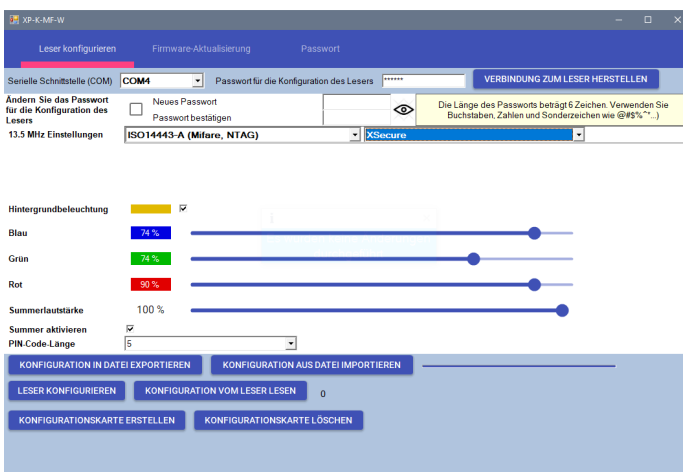 XP-K-MF-W
Leser konfigurieren Firmware-Aktualisierung Passwort
Serielle Schnittstelle (COM) COM4 Passwort für die Konfiguration des Lesers ****** VERBINDUNG ZUM LESER HERSTELLEN
Ändern Sie das Passwort
für die Konfiguration des
Lesers
Neues Passwort
Passwort bestätigen
Die Länge des Passworts beträgt 6 Zeichen. Verwenden Sie
Buchstaben, Zahlen und Sonderzeichen wie @#$%^*...)
13.5 MHz Einstellungen ISO14443-A (Mifare, NTAG) XSecure
Hintergrundbeleuchtung
Blau 74 %
Grün 74 %
Rot 90 %
Summerlautstärke 100 %
Summer aktivieren
PIN-Code-Länge 5
KONFIGURATION IN DATEI EXPORTIEREN KONFIGURATION AUS DATEI IMPORTIEREN
LESER KONFIGURIEREN KONFIGURATION VOM LESER LESEN 0
KONFIGURATIONSKARTE ERSTELLEN KONFIGURATIONSKARTE LÖSCHEN